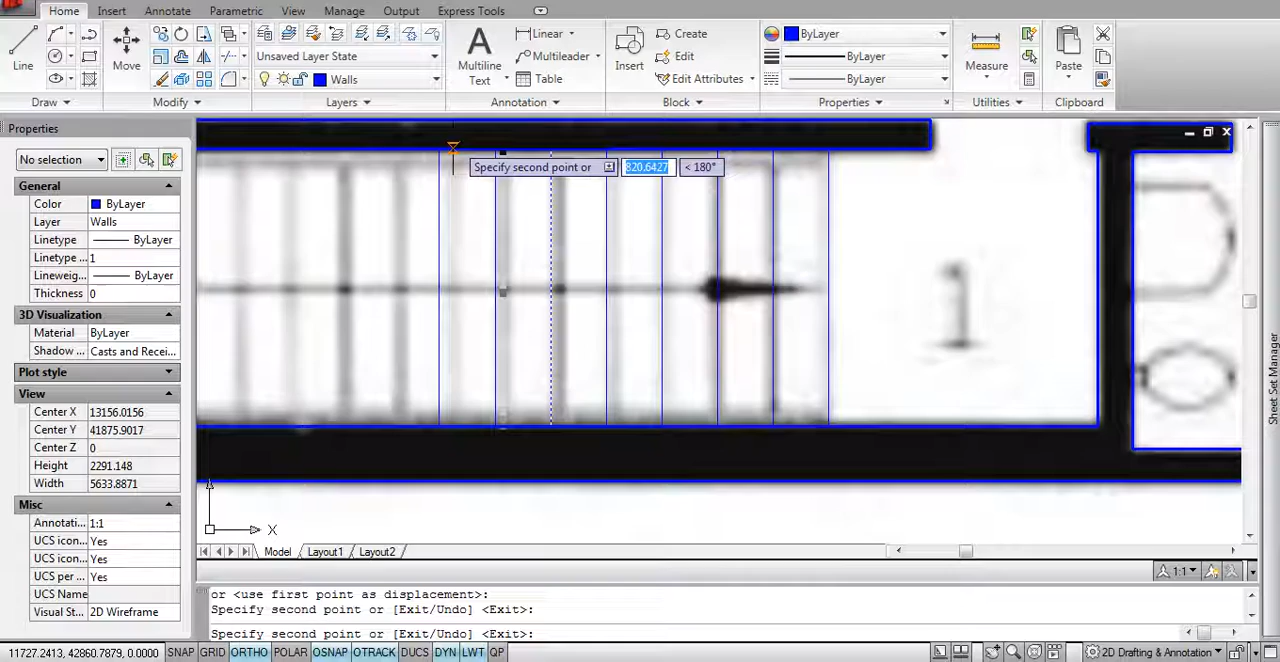 Home Insert Annotate Parametric View Manage Output Express Tools
Line
Move
Unsaved Layer State
Walls
Multiline
Text
Linear
Multileader
Table
Insert
Create
Edit
Edit Attributes
ByLayer
ByLayer
ByLayer
Measure
Paste
Draw Modify Layers Annotation Block Properties Utilities Clipboard
Properties
No selection
General
Color ByLayer
Layer Walls
Linetype ByLayer
Linetype ... 1
Lineweig... ByLayer
Thickness 0
3D Visualization
Material ByLayer
Shadow ... Casts and Recei...
Plot style
View
Center X 13156.0156
Center Y 41875.9017
Center Z 0
Height 2291.148
Width 5633.8871
Misc
Annotati... 1:1
UCS icon... Yes
UCS icon... Yes
UCS per ... Yes
UCS Name
Visual St... 2D Wireframe
Specify second point or 820.6427 < 180°
1
X
Sheet Set Manager
Model Layout1 Layout2
1:1
or <use first point as displacement>:
Specify second point or [Exit/Undo] <Exit>:
Specify second point or [Exit/Undo] <Exit>:
11727.2413, 42860.7879, 0.0000 SNAP GRID ORTHO POLAR OSNAP OTRACK DUCS DYN LWT QP 2D Drafting & Annotation